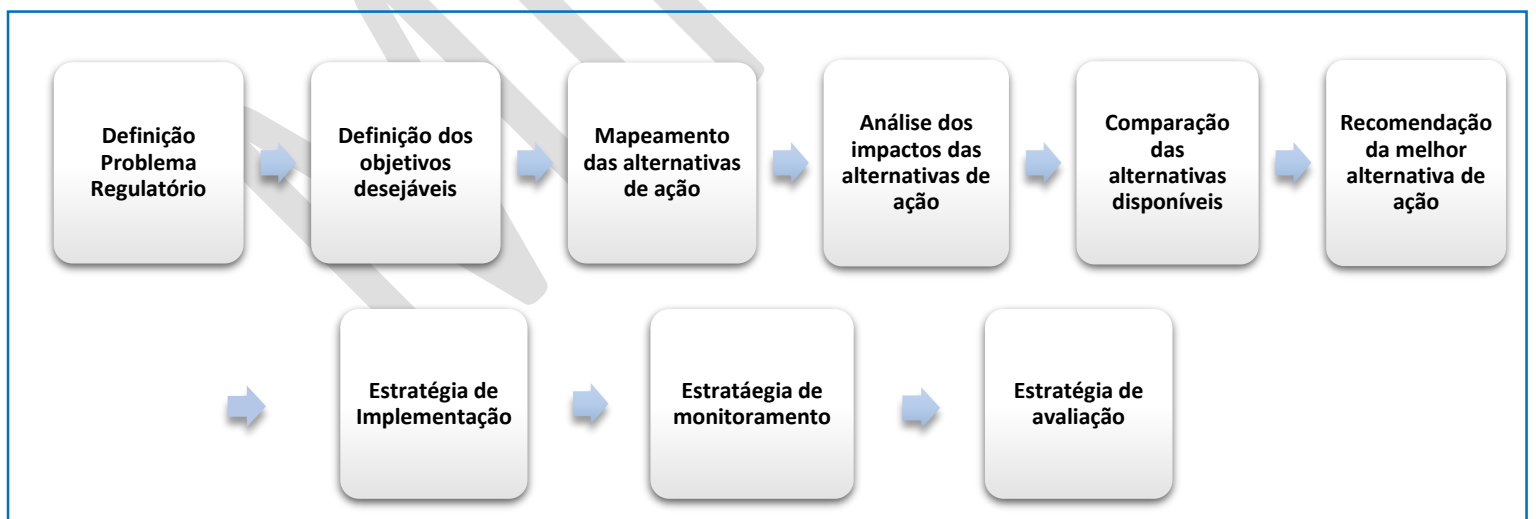 Definição
Problema
Regulatório
Definição dos
objetivos
desejáveis
Mapeamento
das alternativas
de ação
Análise dos
impactos das
alternativas de
ação
Comparação
das
alternativas
disponíveis
Recomendação
da melhor
alternativa de
ação
Estratégia de
Implementação
Estratáegia de
monitoramento
Estratégia de
avaliação